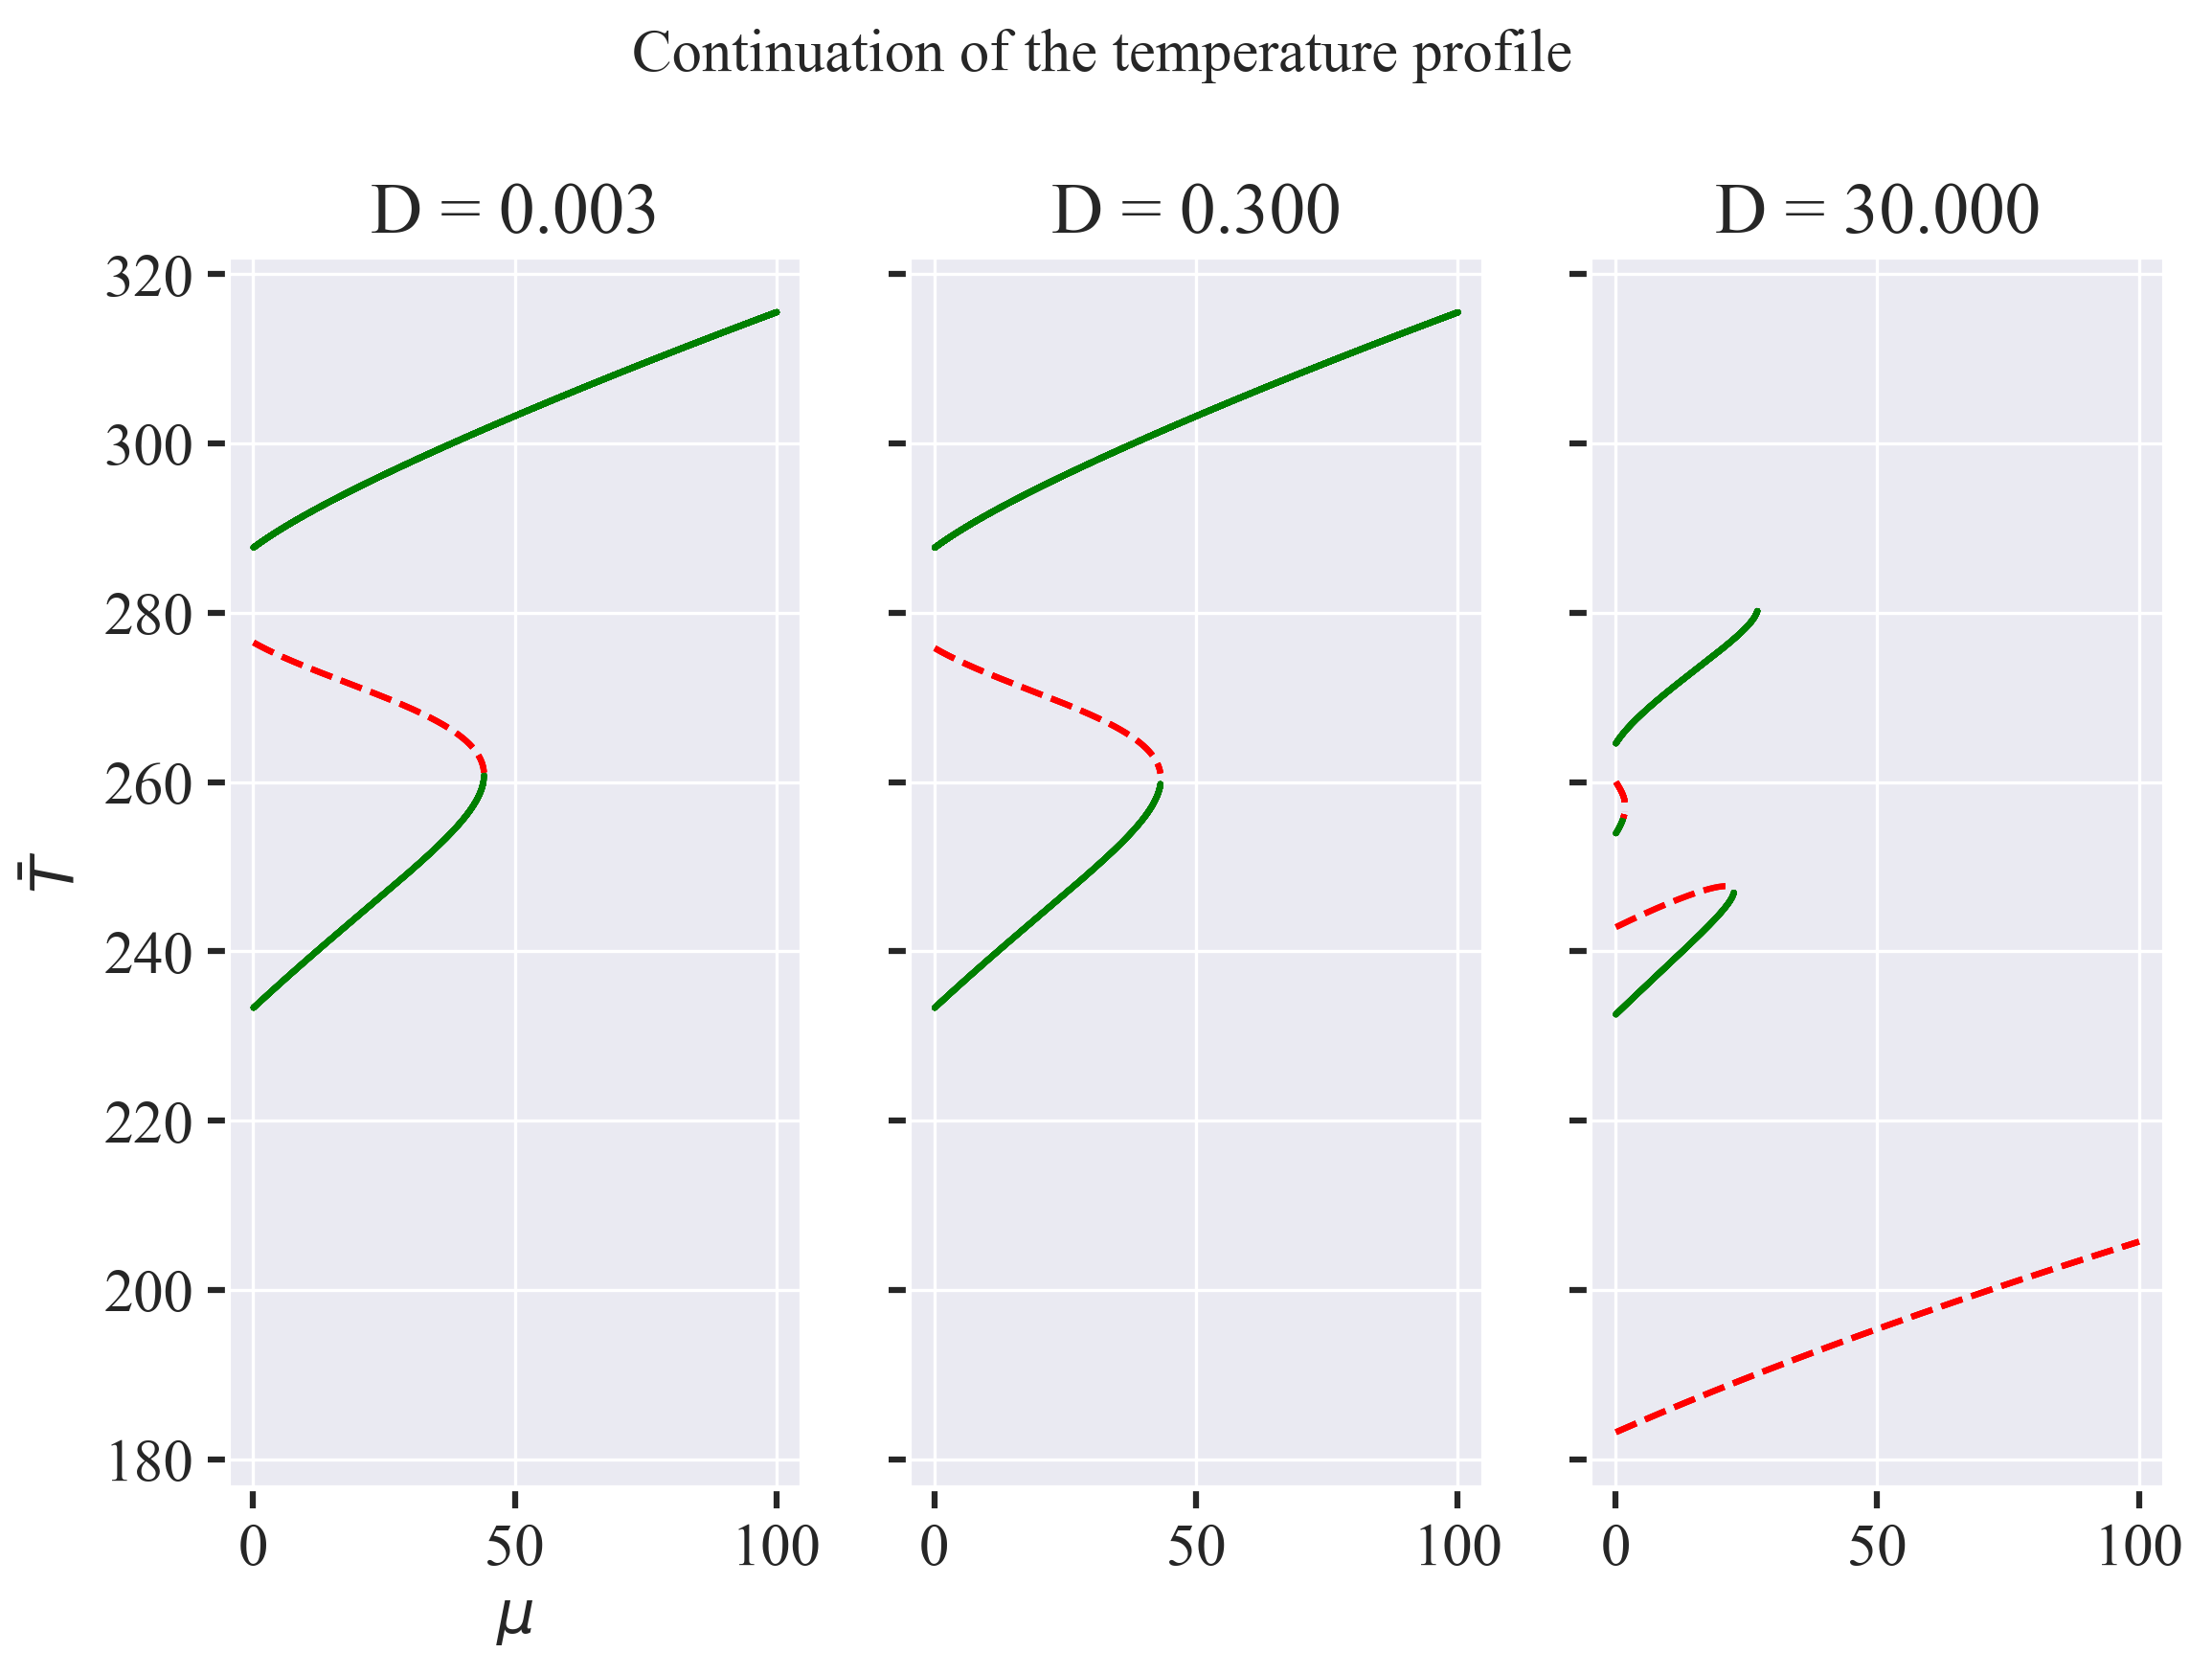 Continuation of the temperature profile
D = 0.003
D = 0.300
D = 30.000
320
300
280
260
240
220
200
180
T̄
0 50 100
0 50 100
0 50 100
μ